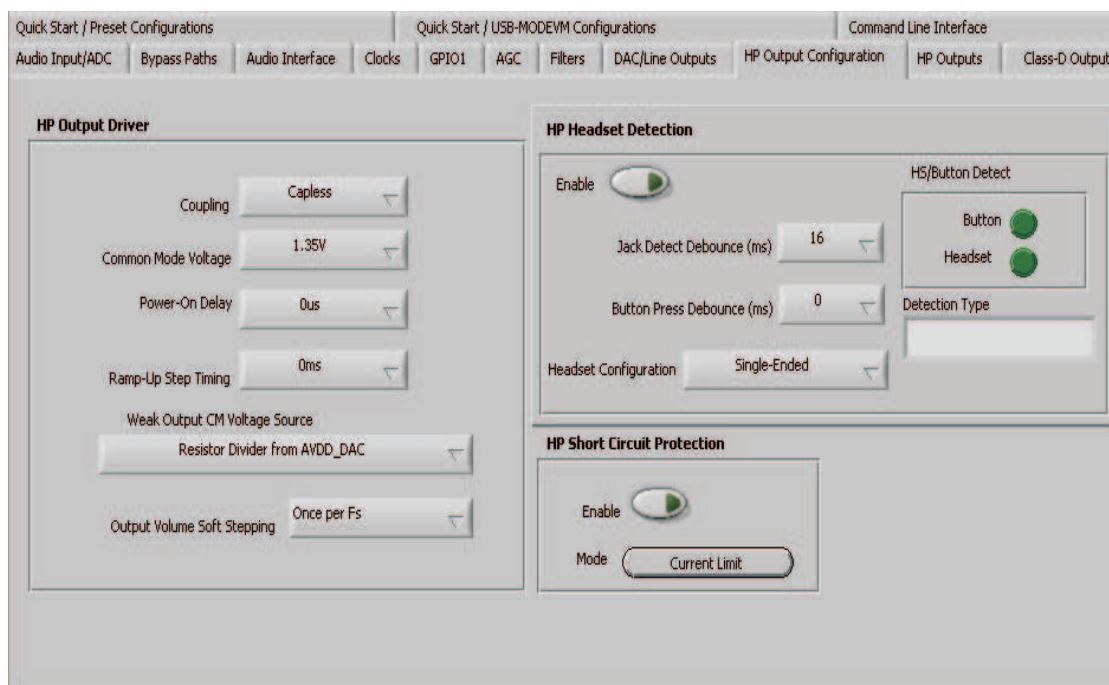 Quick Start / Preset Configurations
Quick Start / USB-MODEVM Configurations
Command Line Interface
Audio Input/ADC
Bypass Paths
Audio Interface
Clocks
GPIO1
AGC
Filters
DAC/Line Outputs
HP Output Configuration
HP Outputs
Class-D Output
HP Output Driver
Coupling
Capless
Common Mode Voltage
1.35V
Power-On Delay
0us
Ramp-Up Step Timing
0ms
Weak Output CM Voltage Source
Resistor Divider from AVDD_DAC
Output Volume Soft Stepping
Once per Fs
HP Headset Detection
Enable
Jack Detect Debounce (ms)
16
Button Press Debounce (ms)
0
Headset Configuration
Single-Ended
HS/Button Detect
Button
Headset
Detection Type
HP Short Circuit Protection
Enable
Mode
Current Limit